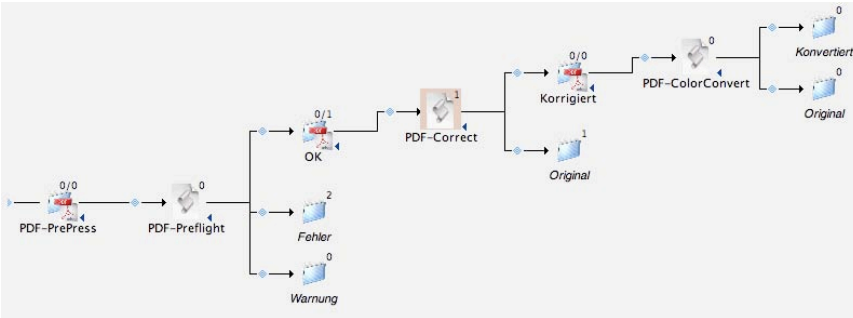 0
Konvertiert
0
0/0
0
PDF-ColorConvert
Korrigiert
Original
1
0/1
PDF-Correct
OK
1
Original
0/0
0
PDF-PrePress
PDF-Preflight
2
Fehler
0
Warnung